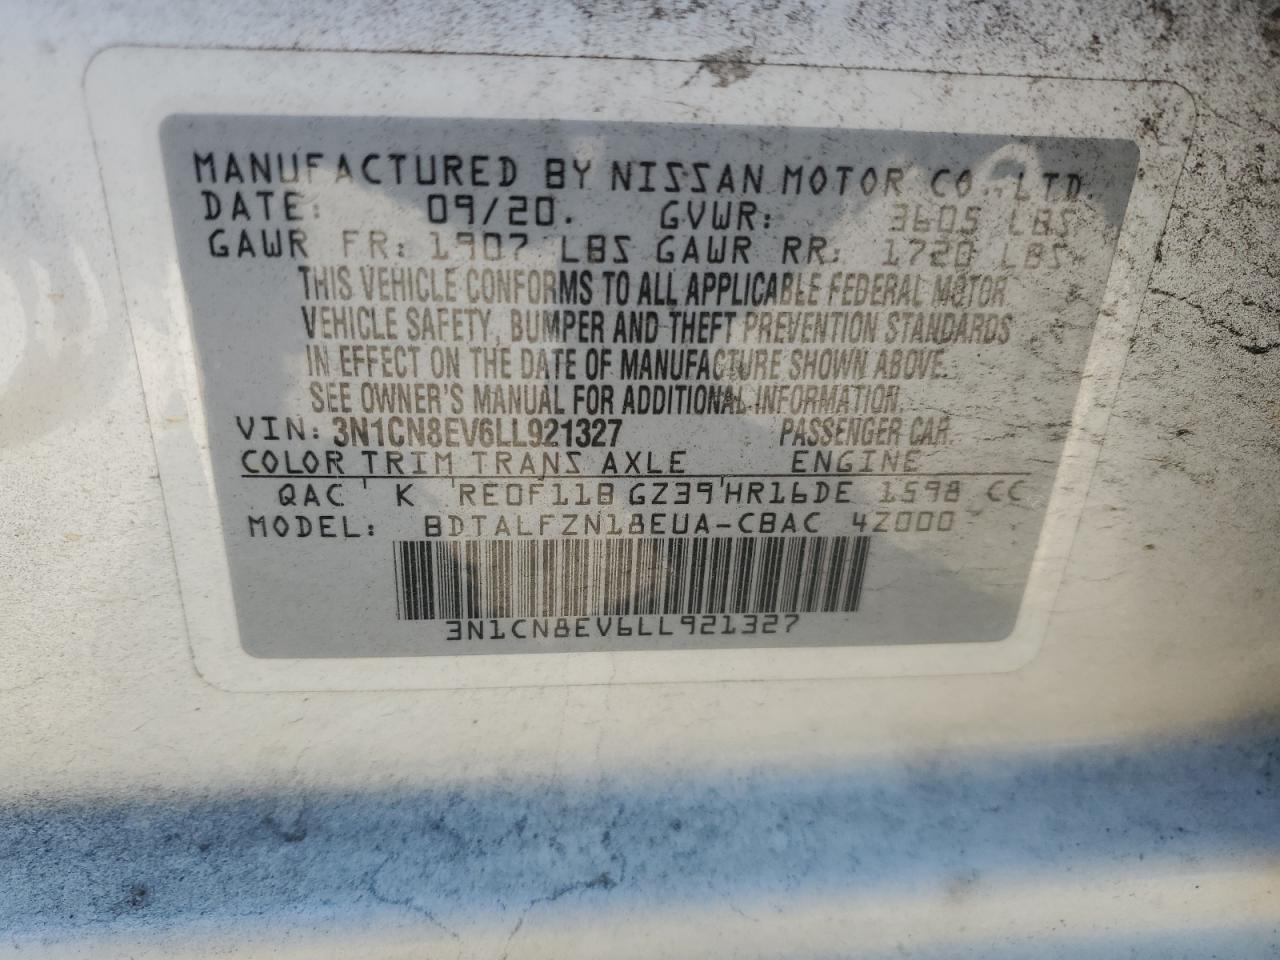 MANUFACTURED BY NISSAN MOTOR CO., LTD.
DATE: 09/20. GVWR: 3605 LBS
GAWR FR: 1907 LBS GAWR RR: 1720 LBS
THIS VEHICLE CONFORMS TO ALL APPLICABLE FEDERAL MOTOR
VEHICLE SAFETY, BUMPER AND THEFT PREVENTION STANDARDS
IN EFFECT ON THE DATE OF MANUFACTURE SHOWN ABOVE.
SEE OWNER'S MANUAL FOR ADDITIONAL INFORMATION.
VIN: 3N1CN8EV6LL921327 PASSENGER CAR
COLOR TRIM TRANS AXLE ENGINE
QAC K RE0F11B GZ39 HR16DE 1598 CC
MODEL: BDTALFZN18EUA-CBAC 42000
3N1CN8EV6LL921327